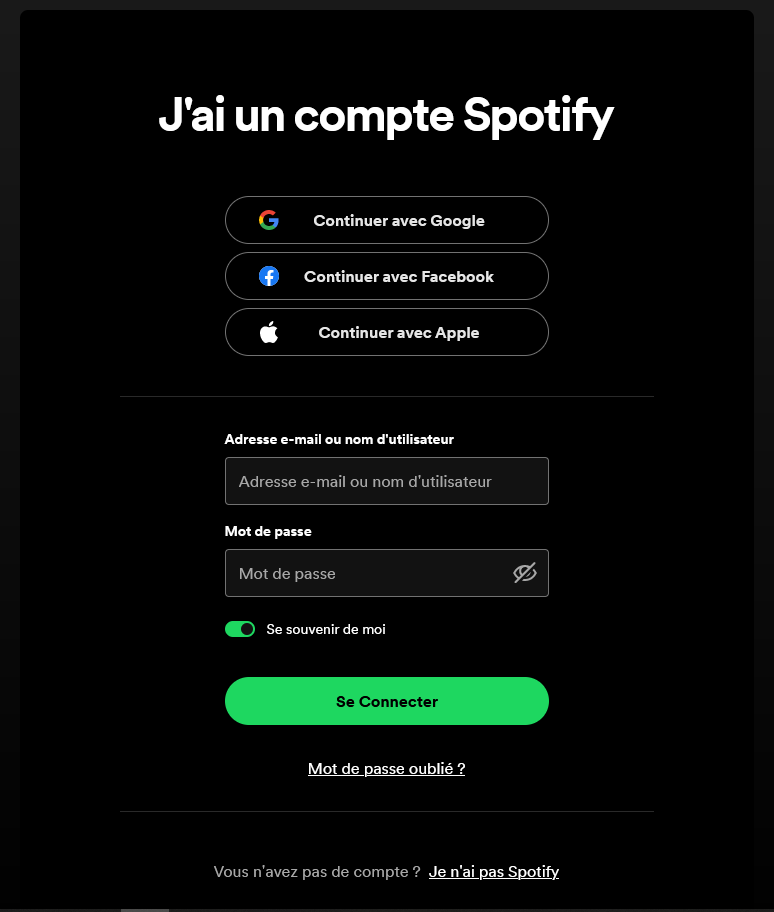 J'ai un compte Spotify
Continuer avec Google
Continuer avec Facebook
Continuer avec Apple
Adresse e-mail ou nom d'utilisateur
Adresse e-mail ou nom d'utilisateur
Mot de passe
Mot de passe
Se souvenir de moi
Se Connecter
Mot de passe oublié ?
Vous n'avez pas de compte ? Je n'ai pas Spotify